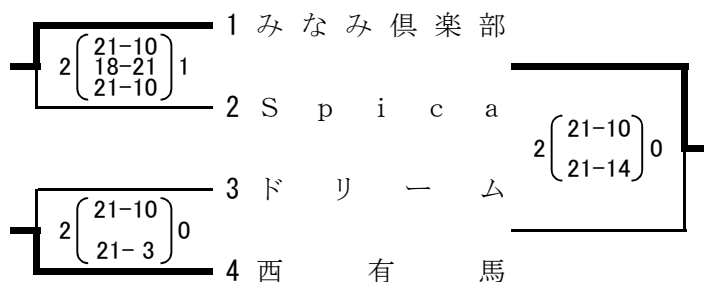 1 みなみ倶楽部
2 ( 21-10 18-21 21-10 ) 1
2 Spica
2 ( 21-10 21-14 ) 0
3 ドリーム
2 ( 21-10 21- 3 ) 0
4 西有馬